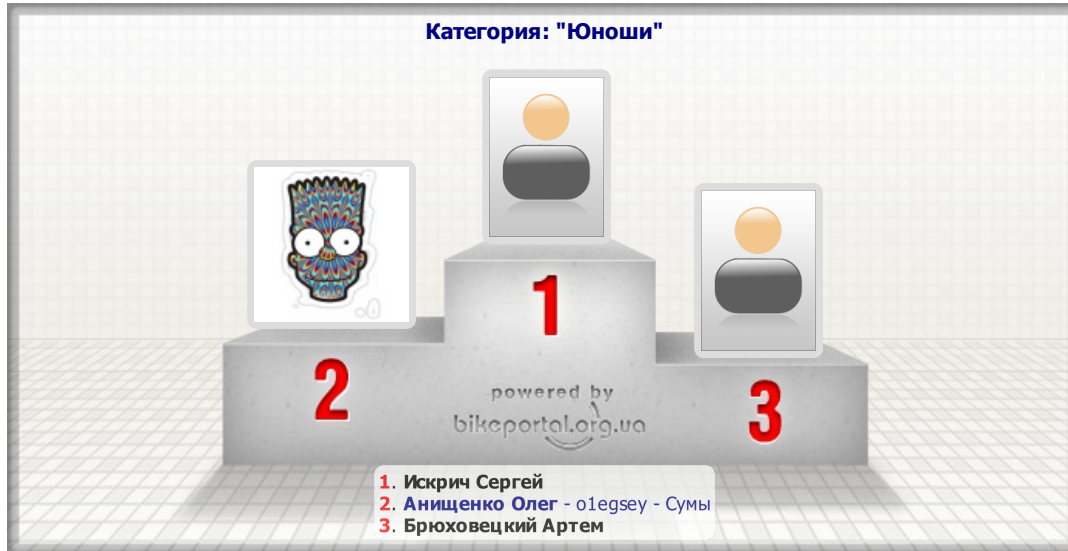 Категория: "Юноши"
1
2
3
powered by
bikeportal.org.ua
1. Искрич Сергей
2. Анищенко Олег - o1egsey - Сумы
3. Брюховецкий Артем